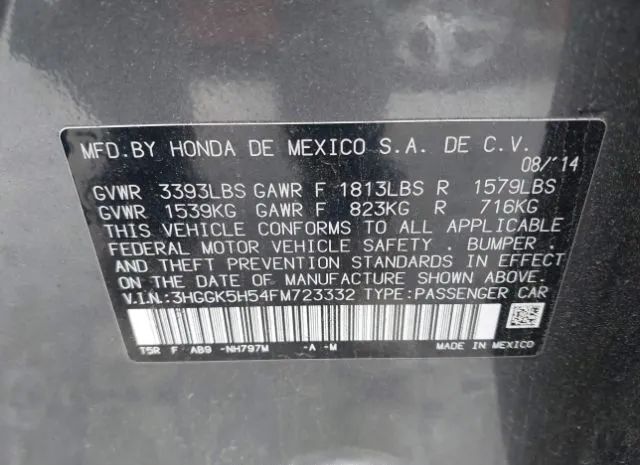 MFD.BY HONDA DE MEXICO S.A. DE C.V.
08/'14
GVWR 3393LBS GAWR F 1813LBS R 1579LBS
GVWR 1539KG GAWR F 823KG R 716KG
THIS VEHICLE CONFORMS TO ALL APPLICABLE
FEDERAL MOTOR VEHICLE SAFETY , BUMPER ,
AND THEFT PREVENTION STANDARDS IN EFFECT
ON THE DATE OF MANUFACTURE SHOWN ABOVE.
V.I.N.:3HGGK5H54FM723332 TYPE:PASSENGER CAR
T5R F AB9 -NH797M -A -M MADE IN MEXICO